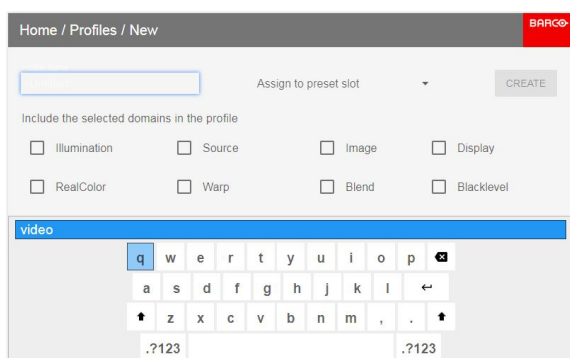 Home / Profiles / New
BARCO
Assign to preset slot
CREATE
Include the selected domains in the profile
Illumination
Source
Image
Display
RealColor
Warp
Blend
Blacklevel
video
q w e r t y u i o p
a s d f g h j k l
z x c v b n m , .
.?123 .?123